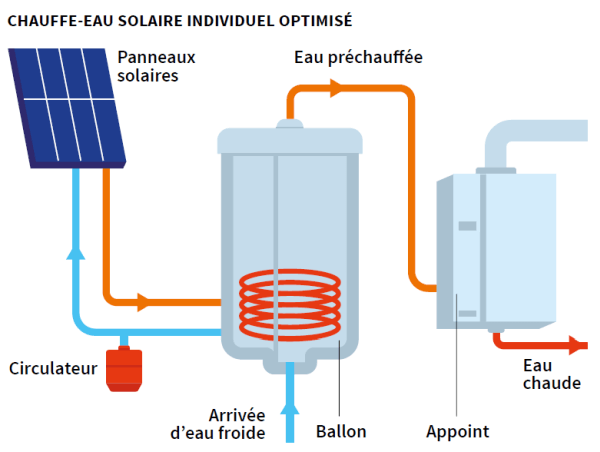 CHAUFFE-EAU SOLAIRE INDIVIDUEL OPTIMISÉ
Panneaux
solaires
Eau préchauffée
Circulateur
Arrivée
d’eau froide
Ballon
Appoint
Eau
chaude